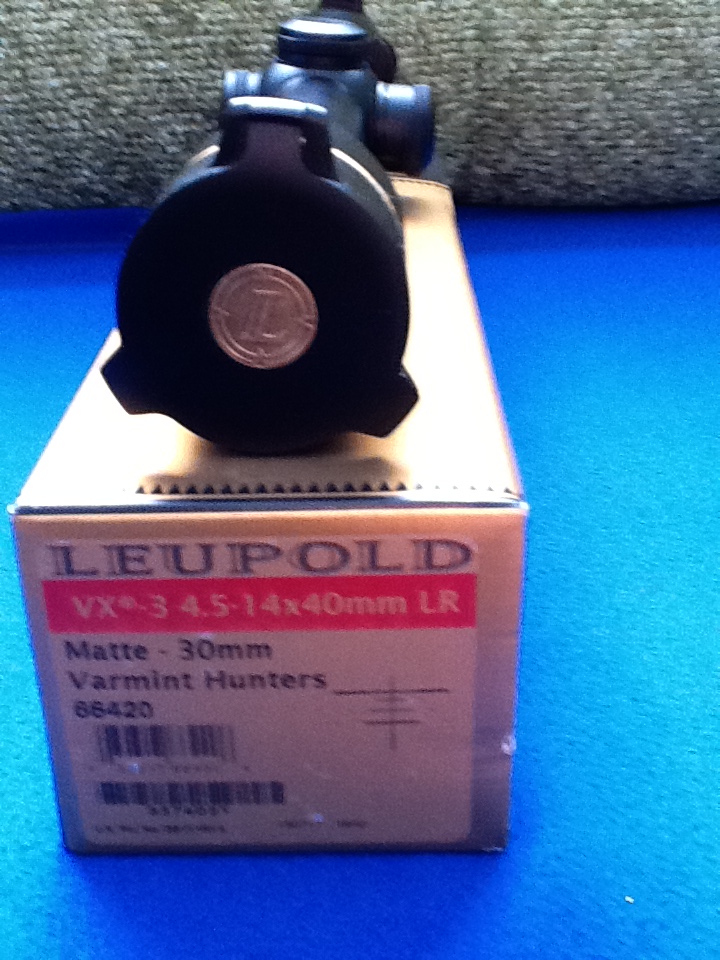 L
LEUPOLD
VX®-3 4.5-14x40mm LR
Matte - 30mm
Varmint Hunters
66420